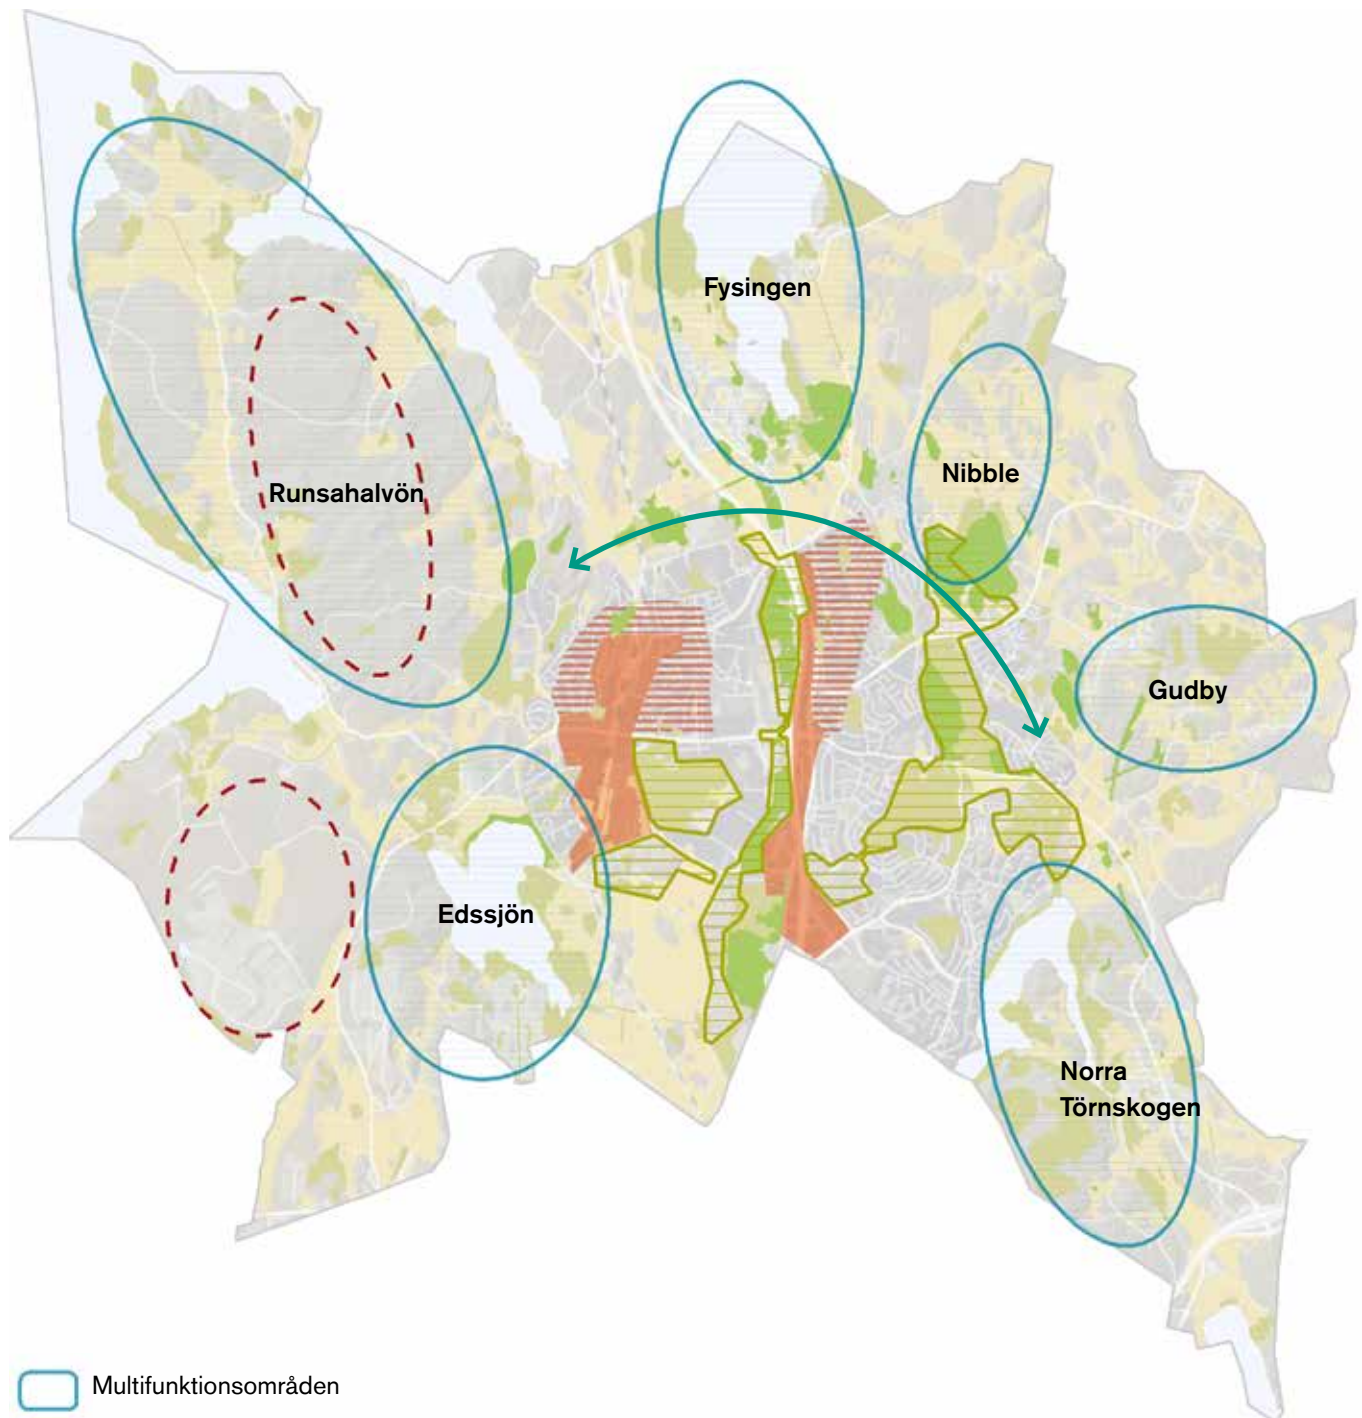 Fysingen
Nibble
Runsahalvön
Gudby
Edssjön
Norra
Törnskogen
Multifunktionsområden